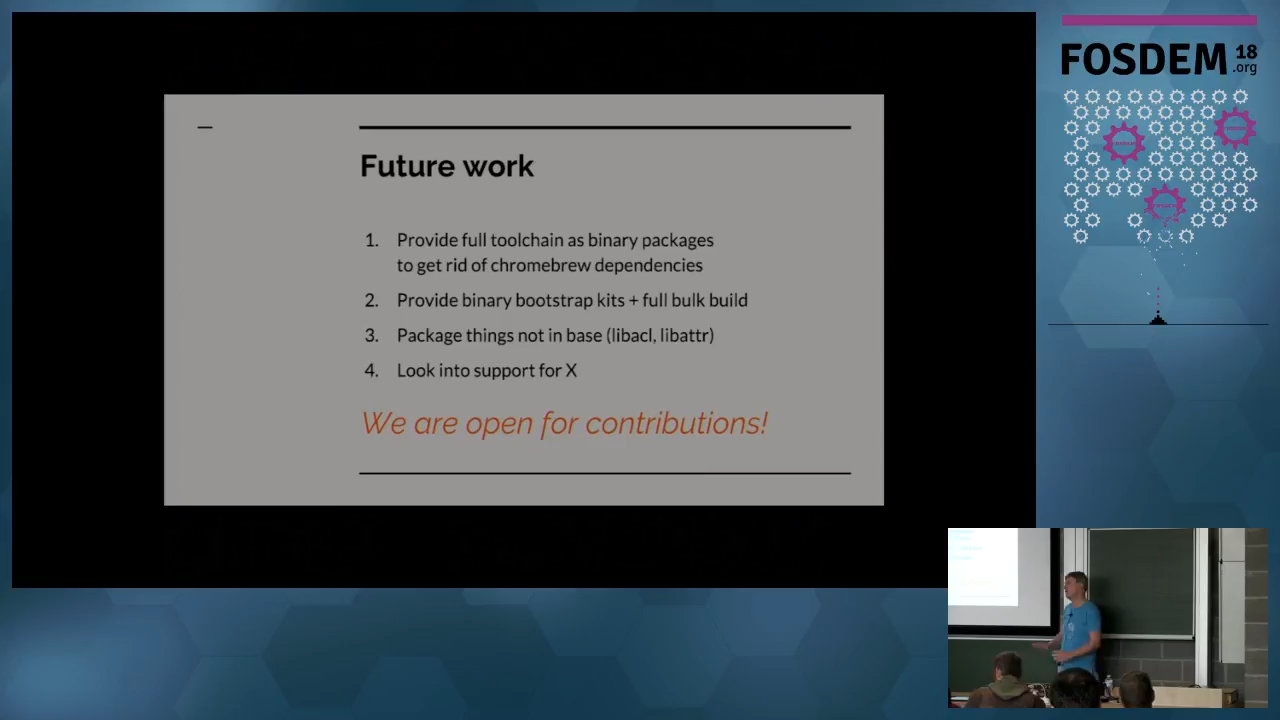 FOSDEM 18
.org
Future work
1. Provide full toolchain as binary packages
to get rid of chromebrew dependencies
2. Provide binary bootstrap kits + full bulk build
3. Package things not in base (libacl, libattr)
4. Look into support for X
We are open for contributions!